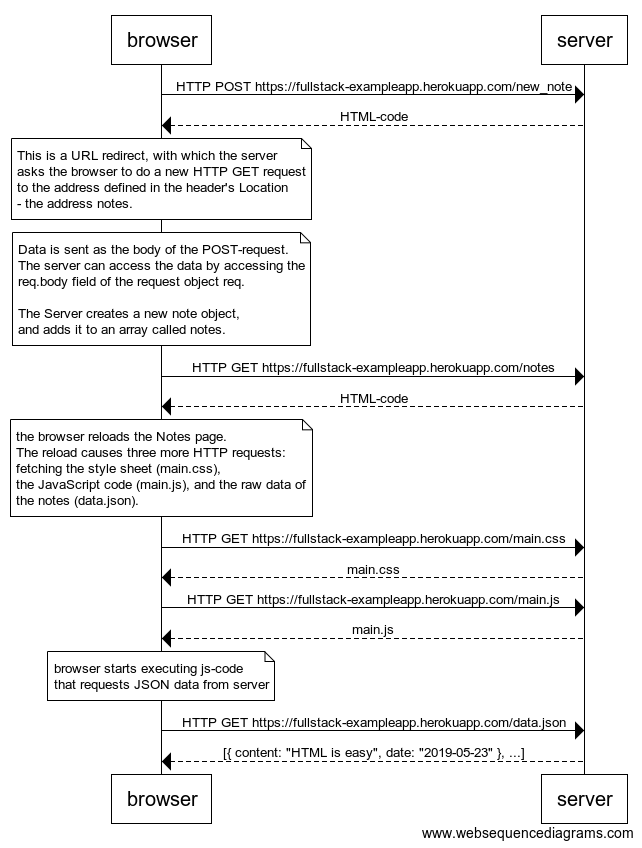 browser
server
HTTP POST https://fullstack-exampleapp.herokuapp.com/new_note
HTML-code
This is a URL redirect, with which the server
asks the browser to do a new HTTP GET request
to the address defined in the header's Location
- the address notes.
Data is sent as the body of the POST-request.
The server can access the data by accessing the
req.body field of the request object req.
The Server creates a new note object,
and adds it to an array called notes.
HTTP GET https://fullstack-exampleapp.herokuapp.com/notes
HTML-code
the browser reloads the Notes page.
The reload causes three more HTTP requests:
fetching the style sheet (main.css),
the JavaScript code (main.js), and the raw data of
the notes (data.json).
HTTP GET https://fullstack-exampleapp.herokuapp.com/main.css
main.css
HTTP GET https://fullstack-exampleapp.herokuapp.com/main.js
main.js
browser starts executing js-code
that requests JSON data from server
HTTP GET https://fullstack-exampleapp.herokuapp.com/data.json
[{ content: "HTML is easy", date: "2019-05-23" }, ...]
browser
server
www.websequencediagrams.com